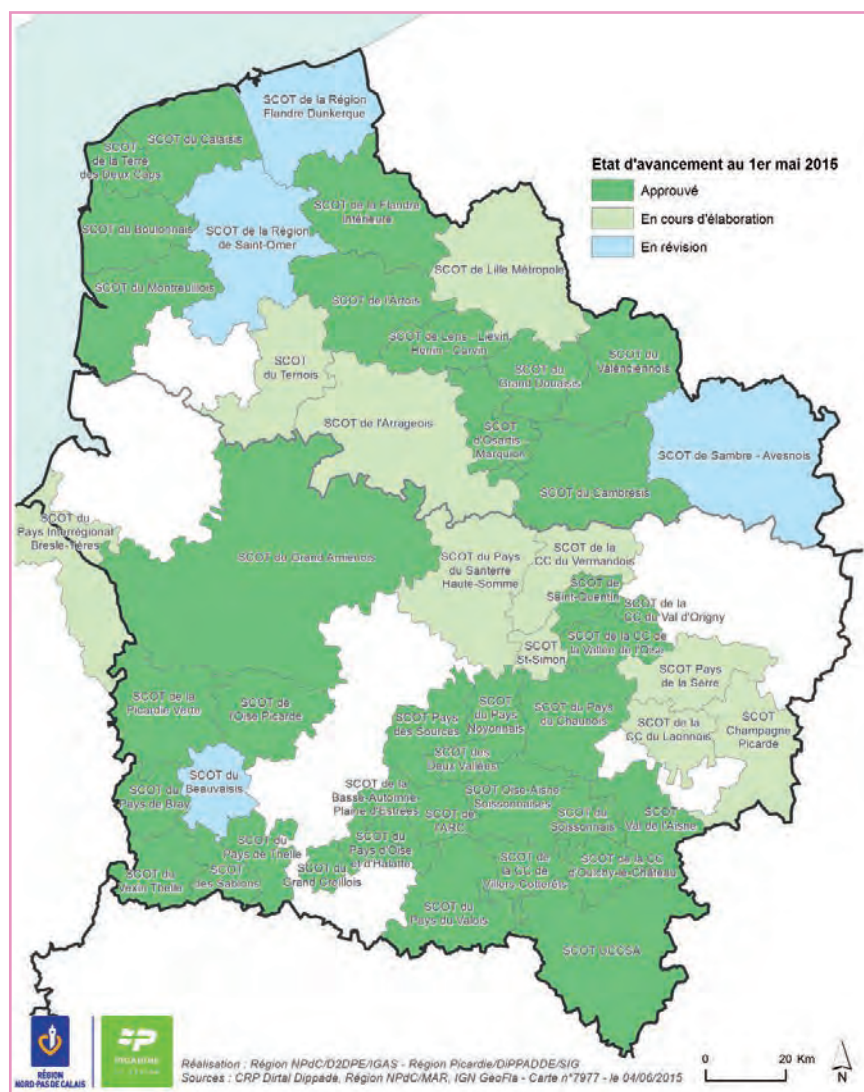 SCOT de la Région
Flandre Dunkerque
SCOT du Calaisis
SCOT
de la Terre
des Deux Caps
Etat d'avancement au 1er mai 2015
Approuvé
En cours d'élaboration
En révision
SCOT de la Flandre
Intérieure
SCOT du Boulonnais
SCOT de la Région
de Saint-Omer
SCOT de Lille Métropole
SCOT du Montreuillois
SCOT de l'Artois
SCOT de Lens - Liévin
Hénin - Carvin
SCOT
du Ternois
SCOT du
Grand Douaisis
SCOT du
Valenciennois
SCOT de l'Arrageois
SCOT
d'Osartis
Marquion
SCOT de Sambre - Avesnois
SCOT du Cambrésis
SCOT du
Pays Interrégional
Bresle-Yères
SCOT du Grand Amiénois
SCOT du Pays
du Santerre
Haute-Somme
SCOT de la
CC du Vermandois
SCOT de
Saint-Quentin
SCOT de la
CC du Val d'Origny
SCOT de la CC de
la Vallée de l'Oise
SCOT
St-Simon
SCOT Pays
de la Serre
SCOT de la
Picardie Verte
SCOT de
l'Oise Picarde
SCOT Pays
des Sources
SCOT
du Pays
Noyonnais
SCOT du Pays
du Chaunois
SCOT de la
CC du Laonnois
SCOT
Champagne
Picarde
SCOT des
Deux Vallées
SCOT du
Beauvaisis
SCOT du
Pays de Bray
SCOT de la
Basse-Automne-
Plaine d'Estrées
SCOT Oise-Aisne
Soissonnaises
SCOT de
l'ARC
SCOT du
Soissonnais
SCOT
Val de l'Aisne
SCOT du
Pays de Thelle
SCOT du
Pays d'Oise
et d'Halatte
SCOT du
Vexin Thelle
SCOT
des Sablons
SCOT du
Grand Creillois
SCOT de
la CC de
Villers-Cotterêts
SCOT de la CC
d'Oulchy-le-Château
SCOT du
Pays du Valois
SCOT UCCSA
RÉGION
NORD-PAS DE CALAIS
PICARDIE
Réalisation : Région NPdC/D2DPE/IGAS - Région Picardie/DiPPADDE/SIG
Sources : CRP Dirtal Dippade, Région NPdC/MAR, IGN GeoFla - Carte n°7977 - le 04/06/2015
0 20 Km
N